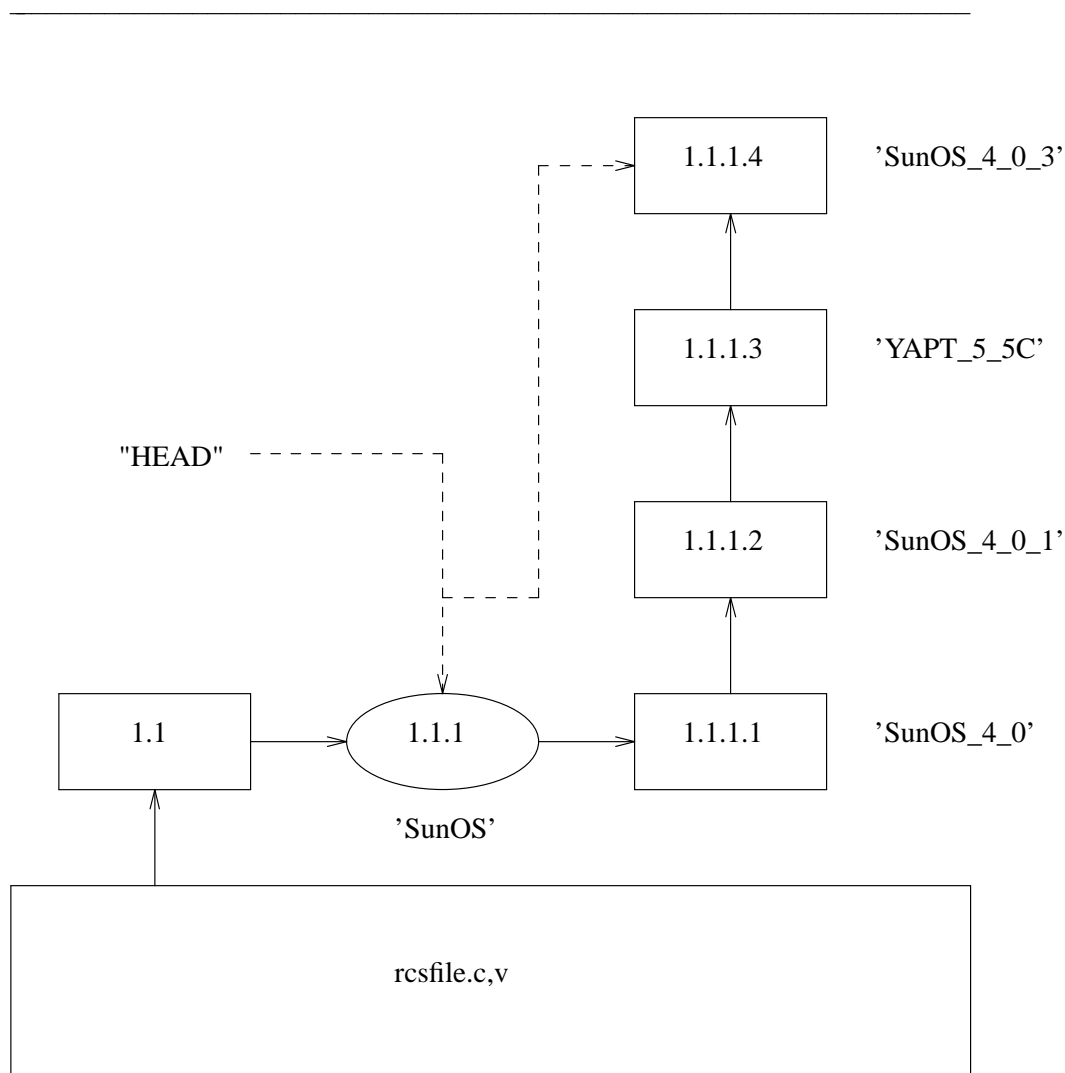 1.1.1.4 ’SunOS_4_0_3’
1.1.1.3 ’YAPT_5_5C’
"HEAD"
1.1.1.2 ’SunOS_4_0_1’
1.1 1.1.1 1.1.1.1 ’SunOS_4_0’
’SunOS’
rcsfile.c,v